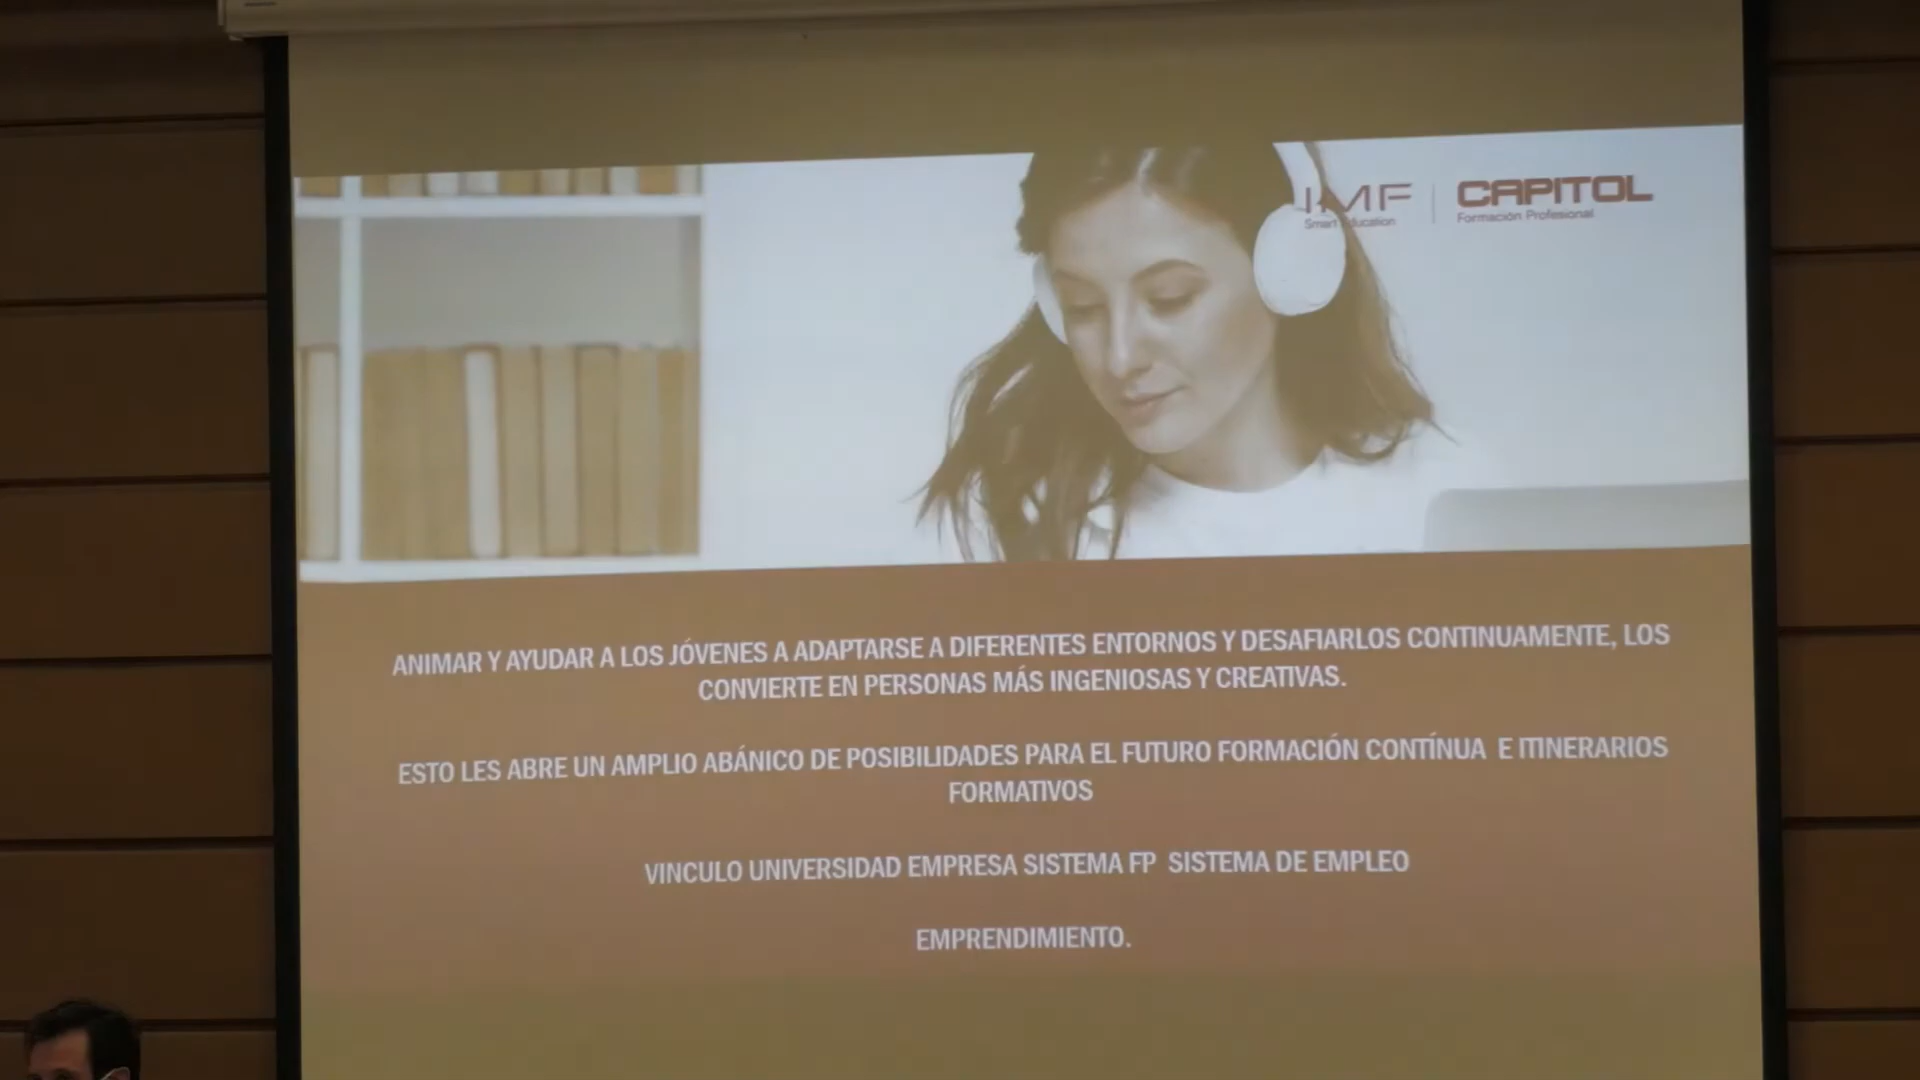 IMF
Smart Education
CAPITOL
Formación Profesional
ANIMAR Y AYUDAR A LOS JÓVENES A ADAPTARSE A DIFERENTES ENTORNOS Y DESAFIARLOS CONTINUAMENTE, LOS
CONVIERTE EN PERSONAS MÁS INGENIOSAS Y CREATIVAS.
ESTO LES ABRE UN AMPLIO ABÁNICO DE POSIBILIDADES PARA EL FUTURO FORMACIÓN CONTÍNUA E ITINERARIOS
FORMATIVOS
VINCULO UNIVERSIDAD EMPRESA SISTEMA FP SISTEMA DE EMPLEO
EMPRENDIMIENTO.